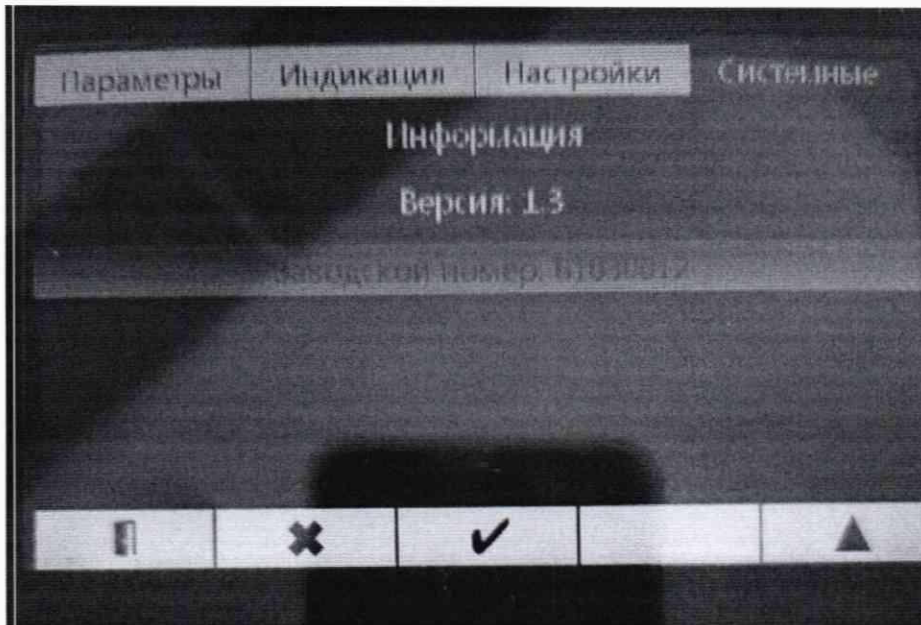 Параметры Индикация Настройки Системные
Информация
Версия: 1.3
Заводской номер: